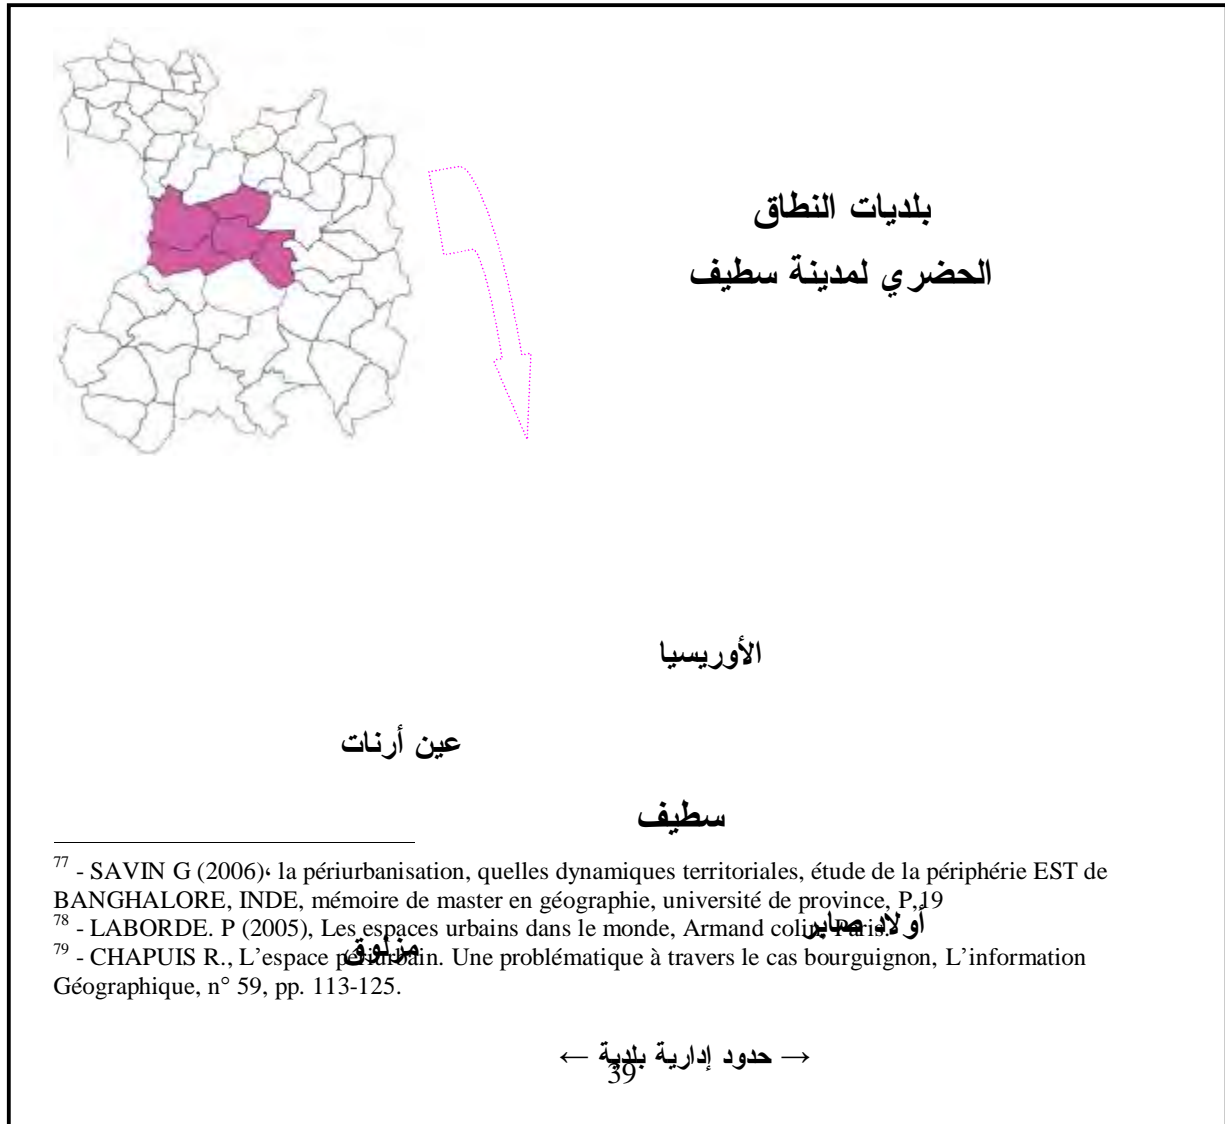 بلديات النطاق
الحضري لمدينة سطيف
الأوريسيا
عين أرنات
سطيف
77 - SAVIN G (2006)، la périurbanisation, quelles dynamiques territoriales, étude de la périphérie EST de
BANGHALORE, INDE, mémoire de master en géographie, université de province, P,19
أولاد صابر
78 - LABORDE. P (2005), Les espaces urbains dans le monde, Armand colin, Paris.
مزلوق
79 - CHAPUIS R., L'espace périurbain. Une problématique à travers le cas bourguignon, L'information
Géographique, n° 59, pp. 113-125.
→ حدود إدارية بلدية ←
39